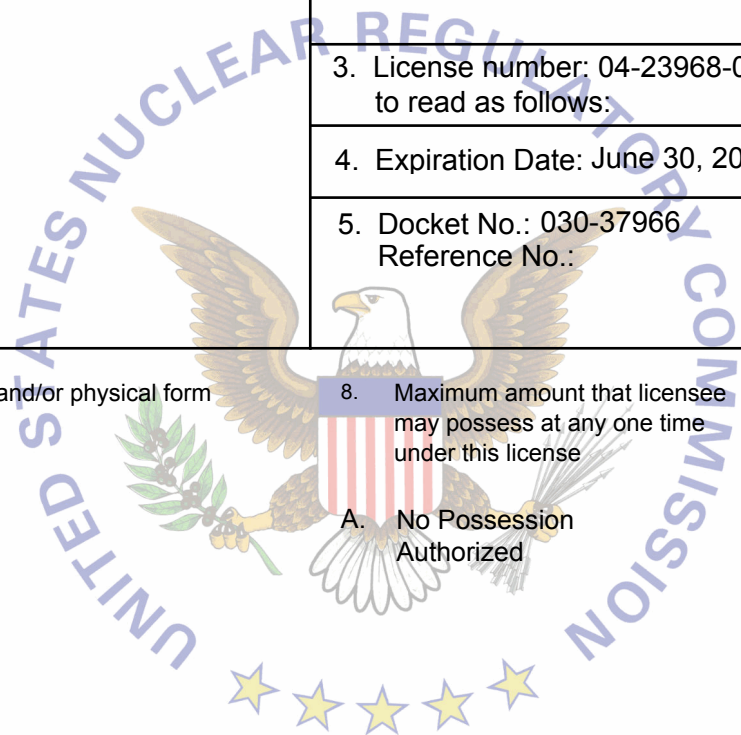 UNITED STATES NUCLEAR REGULATORY COMMISSION
3. License number: 04-23968-0
to read as follows:
4. Expiration Date: June 30, 20
5. Docket No.: 030-37966
Reference No.:
and/or physical form
8. Maximum amount that licensee
may possess at any one time
under this license
A. No Possession
Authorized